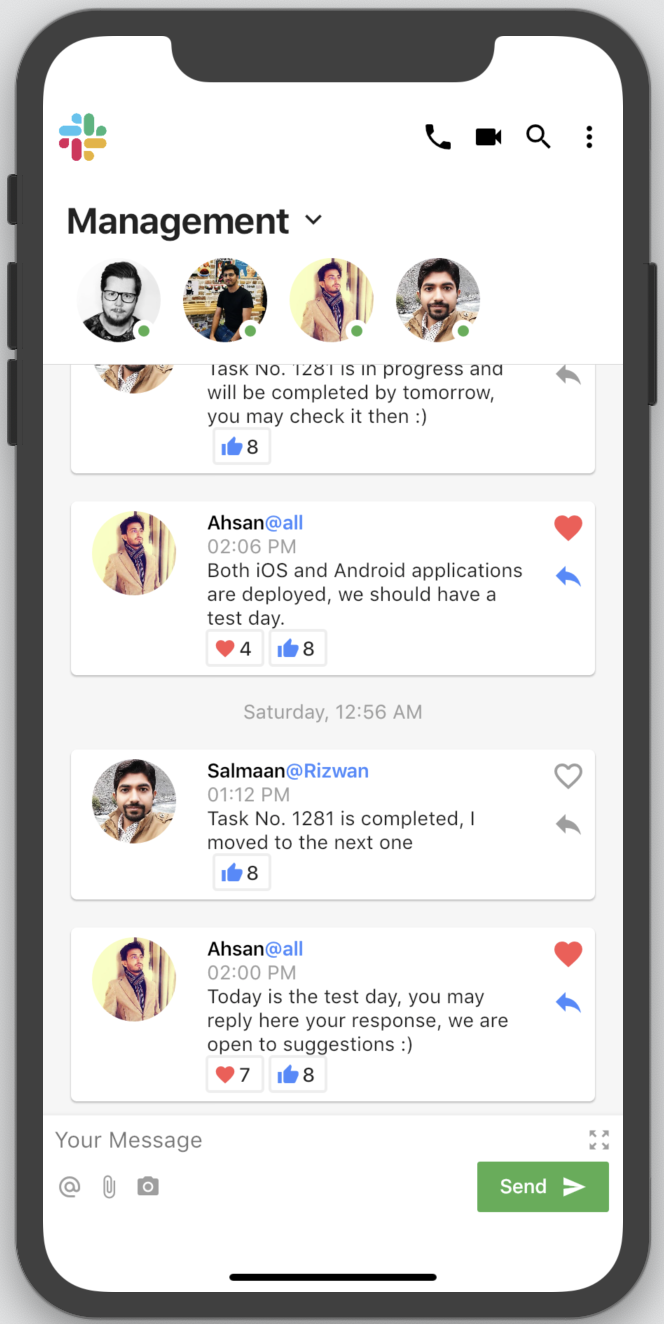 Management
Task No. 1281 is in progress and
will be completed by tomorrow,
you may check it then :)
8
Ahsan@all
02:06 PM
Both iOS and Android applications
are deployed, we should have a
test day.
4 8
Saturday, 12:56 AM
Salmaan@Rizwan
01:12 PM
Task No. 1281 is completed, I
moved to the next one
8
Ahsan@all
02:00 PM
Today is the test day, you may
reply here your response, we are
open to suggestions :)
7 8
Your Message
Send